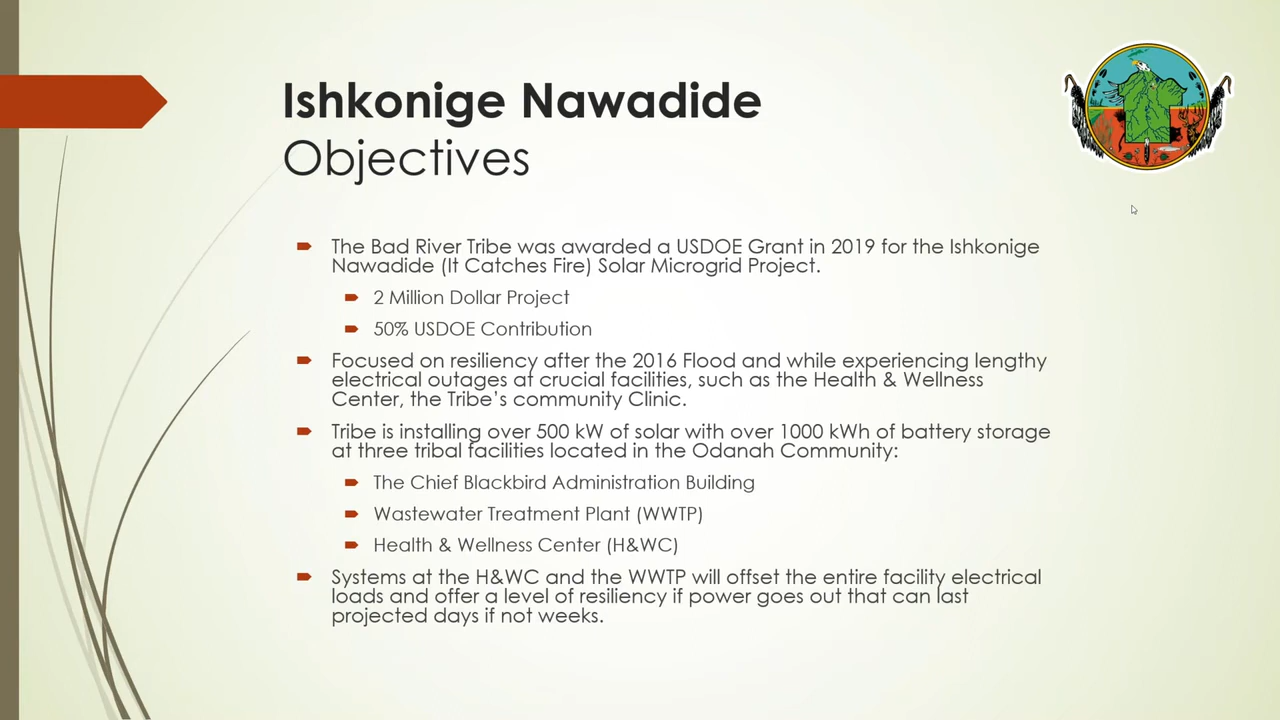 Ishkonige Nawadide
Objectives
The Bad River Tribe was awarded a USDOE Grant in 2019 for the Ishkonige
Nawadide (It Catches Fire) Solar Microgrid Project.
2 Million Dollar Project
50% USDOE Contribution
Focused on resiliency after the 2016 Flood and while experiencing lengthy
electrical outages at crucial facilities, such as the Health & Wellness
Center, the Tribe's community Clinic.
Tribe is installing over 500 kW of solar with over 1000 kWh of battery storage
at three tribal facilities located in the Odanah Community:
The Chief Blackbird Administration Building
Wastewater Treatment Plant (WWTP)
Health & Wellness Center (H&WC)
Systems at the H&WC and the WWTP will offset the entire facility electrical
loads and offer a level of resiliency if power goes out that can last
projected days if not weeks.